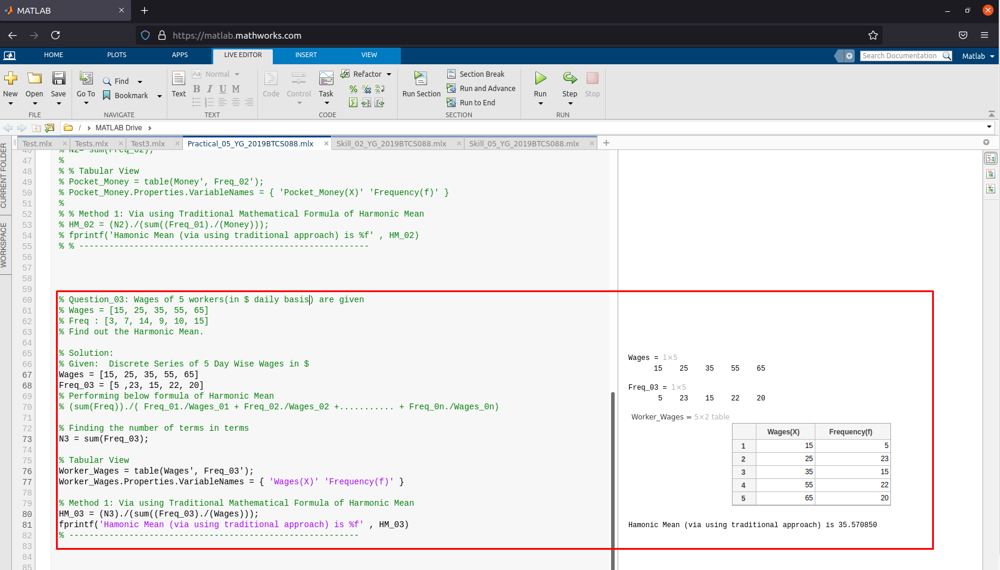 MATLAB
https://matlab.mathworks.com
HOME PLOTS APPS LIVE EDITOR INSERT VIEW
Search Documentation
Matlab
New Open Save
FILE
Go To Find Bookmark
NAVIGATE
Text Aa Normal
B I U M
TEXT
Code Control Task Refactor
CODE
Run Section Section Break
Run and Advance
Run to End
SECTION
Run Step Stop
RUN
/ MATLAB Drive
CURRENT FOLDER
WORKSPACE
Test.mlx Tests.mlx Test3.mlx Practical_05_YG_2019BTCS088.mlx Skill_02_YG_2019BTCS088.mlx Skill_05_YG_2019BTCS088.mlx
46 % N2= sum(Freq_02);
47 %
48 % % Tabular View
49 % Pocket_Money = table(Money', Freq_02');
50 % Pocket_Money.Properties.VariableNames = { 'Pocket_Money(X)' 'Frequency(f)' }
51 %
52 % % Method 1: Via using Traditional Mathematical Formula of Harmonic Mean
53 % HM_02 = (N2)./(sum((Freq_01)./(Money)));
54 % fprintf('Hamonic Mean (via using traditional approach) is %f' , HM_02)
55 % % ----------------------------------------------------------
56
57
58
59
60 % Question_03: Wages of 5 workers(in $ daily basis) are given
61 % Wages = [15, 25, 35, 55, 65]
62 % Freq : [3, 7, 14, 9, 10, 15]
63 % Find out the Harmonic Mean.
64
65 % Solution:
66 % Given:  Discrete Series of 5 Day Wise Wages in $
67 Wages = [15, 25, 35, 55, 65]
68 Freq_03 = [5 ,23, 15, 22, 20]
69 % Performing below formula of Harmonic Mean
70 % (sum(Freq))./( Freq_01./Wages_01 + Freq_02./Wages_02 +........... + Freq_0n./Wages_0n)
71
72 % Finding the number of terms in terms
73 N3 = sum(Freq_03);
74
75 % Tabular View
76 Worker_Wages = table(Wages', Freq_03');
77 Worker_Wages.Properties.VariableNames = { 'Wages(X)' 'Frequency(f)' }
78
79 % Method 1: Via using Traditional Mathematical Formula of Harmonic Mean
80 HM_03 = (N3)./(sum((Freq_03)./(Wages)));
81 fprintf('Hamonic Mean (via using traditional approach) is %f' , HM_03)
82 % ----------------------------------------------------------
83
84
85
Wages = 1×5
15 25 35 55 65
Freq_03 = 1×5
5 23 15 22 20
Worker_Wages = 5×2 table
Wages(X) Frequency(f)
1 15 5
2 25 23
3 35 15
4 55 22
5 65 20
Hamonic Mean (via using traditional approach) is 35.570850